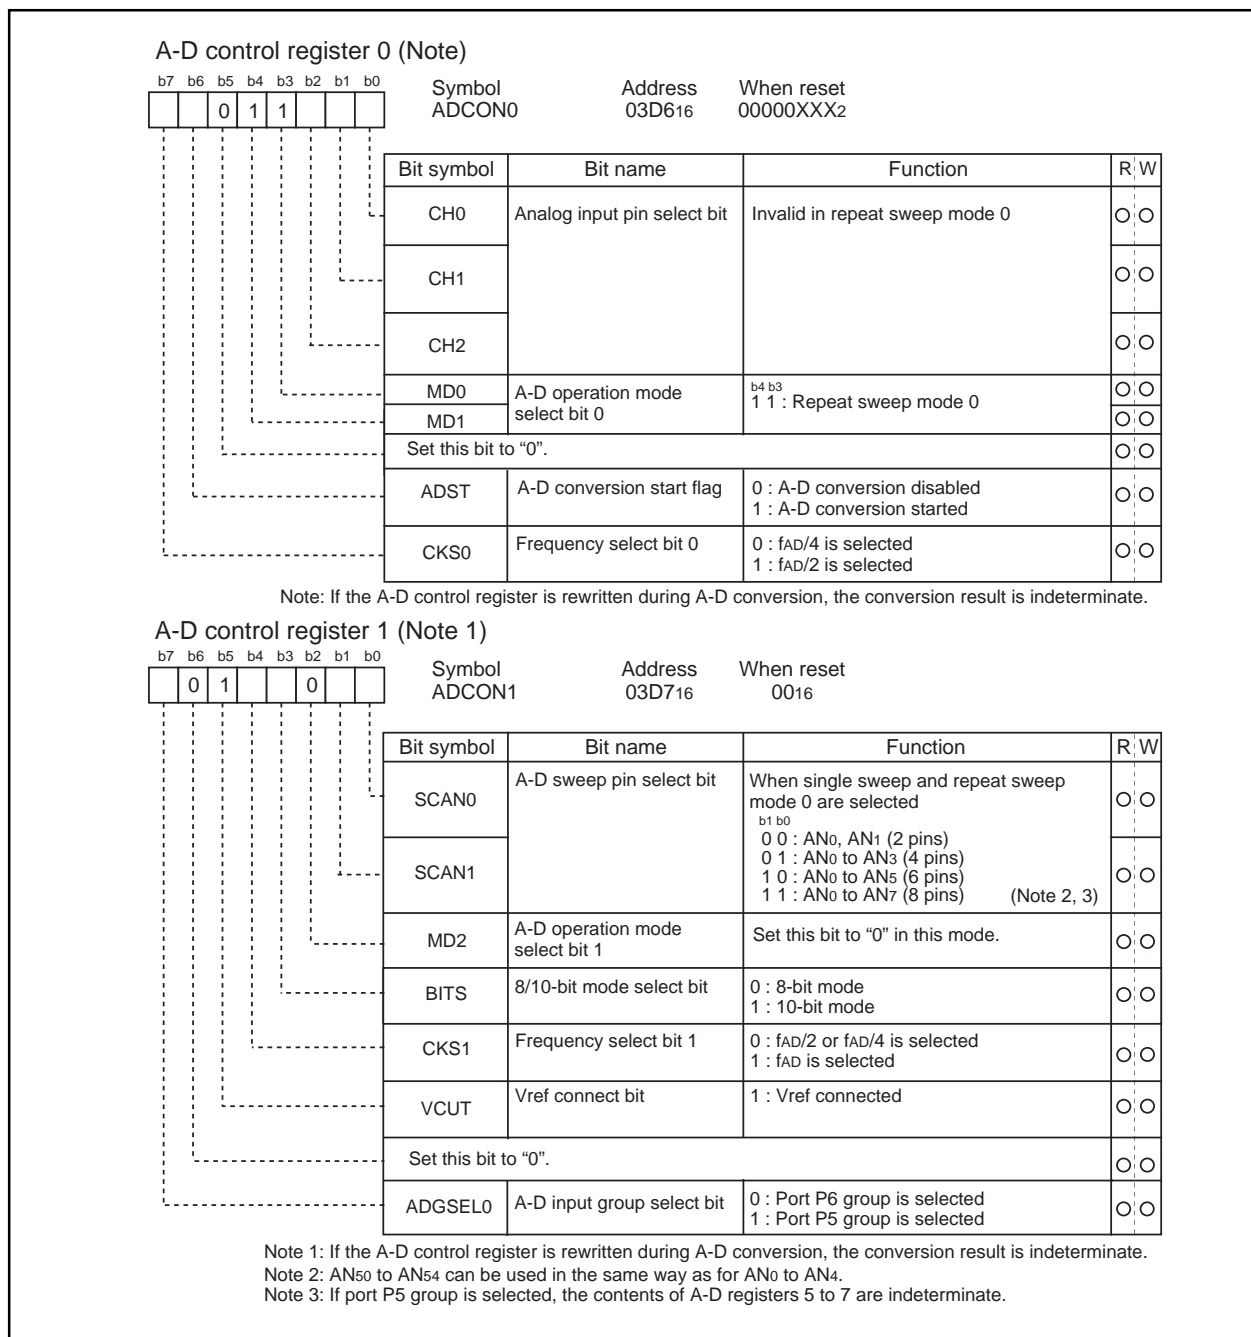 A-D control register 0 (Note)
b7 b6 b5 b4 b3 b2 b1 b0
0 1 1
Symbol Address When reset
ADCON0 03D616 00000XXX2
Bit symbol Bit name Function R W
CH0 Analog input pin select bit Invalid in repeat sweep mode 0
CH1
CH2
MD0 A-D operation mode select bit 0 b4 b3
1 1 : Repeat sweep mode 0
MD1
Set this bit to “0”.
ADST A-D conversion start flag 0 : A-D conversion disabled
1 : A-D conversion started
CKS0 Frequency select bit 0 0 : fAD/4 is selected
1 : fAD/2 is selected
Note: If the A-D control register is rewritten during A-D conversion, the conversion result is indeterminate.
A-D control register 1 (Note 1)
b7 b6 b5 b4 b3 b2 b1 b0
0 1 0
Symbol Address When reset
ADCON1 03D716 0016
Bit symbol Bit name Function R W
SCAN0 A-D sweep pin select bit When single sweep and repeat sweep
mode 0 are selected
b1 b0
0 0 : AN0, AN1 (2 pins)
0 1 : AN0 to AN3 (4 pins)
SCAN1 1 0 : AN0 to AN5 (6 pins)
1 1 : AN0 to AN7 (8 pins) (Note 2, 3)
MD2 A-D operation mode select bit 1 Set this bit to “0” in this mode.
BITS 8/10-bit mode select bit 0 : 8-bit mode
1 : 10-bit mode
CKS1 Frequency select bit 1 0 : fAD/2 or fAD/4 is selected
1 : fAD is selected
VCUT Vref connect bit 1 : Vref connected
Set this bit to “0”.
ADGSEL0 A-D input group select bit 0 : Port P6 group is selected
1 : Port P5 group is selected
Note 1: If the A-D control register is rewritten during A-D conversion, the conversion result is indeterminate.
Note 2: AN50 to AN54 can be used in the same way as for AN0 to AN4.
Note 3: If port P5 group is selected, the contents of A-D registers 5 to 7 are indeterminate.